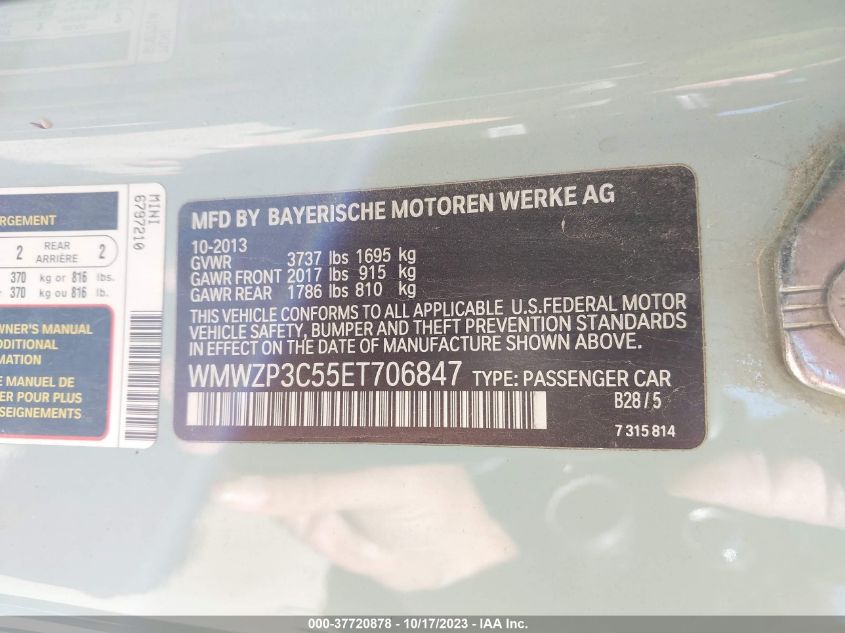 ARGEMENT
2 REAR ARRIÈRE 2
370 kg or 816 lbs.
370 kg ou 816 lb.
WNER'S MANUAL
ADDITIONAL
MATION
E MANUEL DE
R POUR PLUS
SEIGNEMENTS
MINI
6797210
MFD BY BAYERISCHE MOTOREN WERKE AG
10-2013
GVWR 3737 lbs 1695 kg
GAWR FRONT 2017 lbs 915 kg
GAWR REAR 1786 lbs 810 kg
THIS VEHICLE CONFORMS TO ALL APPLICABLE U.S.FEDERAL MOTOR
VEHICLE SAFETY, BUMPER AND THEFT PREVENTION STANDARDS
IN EFFECT ON THE DATE OF MANUFACTURE SHOWN ABOVE.
WMWZP3C55ET706847 TYPE: PASSENGER CAR
B28/5
7 315 814
000-37720878 - 10/17/2023 - IAA Inc.